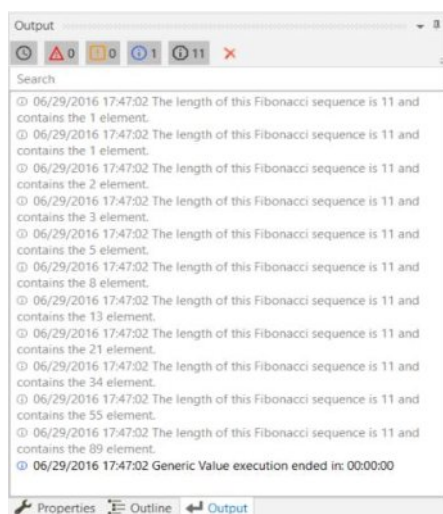 Output
0 0 1 11
Search
06/29/2016 17:47:02 The length of this Fibonacci sequence is 11 and
contains the 1 element.
06/29/2016 17:47:02 The length of this Fibonacci sequence is 11 and
contains the 1 element.
06/29/2016 17:47:02 The length of this Fibonacci sequence is 11 and
contains the 2 element.
06/29/2016 17:47:02 The length of this Fibonacci sequence is 11 and
contains the 3 element.
06/29/2016 17:47:02 The length of this Fibonacci sequence is 11 and
contains the 5 element.
06/29/2016 17:47:02 The length of this Fibonacci sequence is 11 and
contains the 8 element.
06/29/2016 17:47:02 The length of this Fibonacci sequence is 11 and
contains the 13 element.
06/29/2016 17:47:02 The length of this Fibonacci sequence is 11 and
contains the 21 element.
06/29/2016 17:47:02 The length of this Fibonacci sequence is 11 and
contains the 34 element.
06/29/2016 17:47:02 The length of this Fibonacci sequence is 11 and
contains the 55 element.
06/29/2016 17:47:02 The length of this Fibonacci sequence is 11 and
contains the 89 element.
06/29/2016 17:47:02 Generic Value execution ended in: 00:00:00
Properties Outline Output